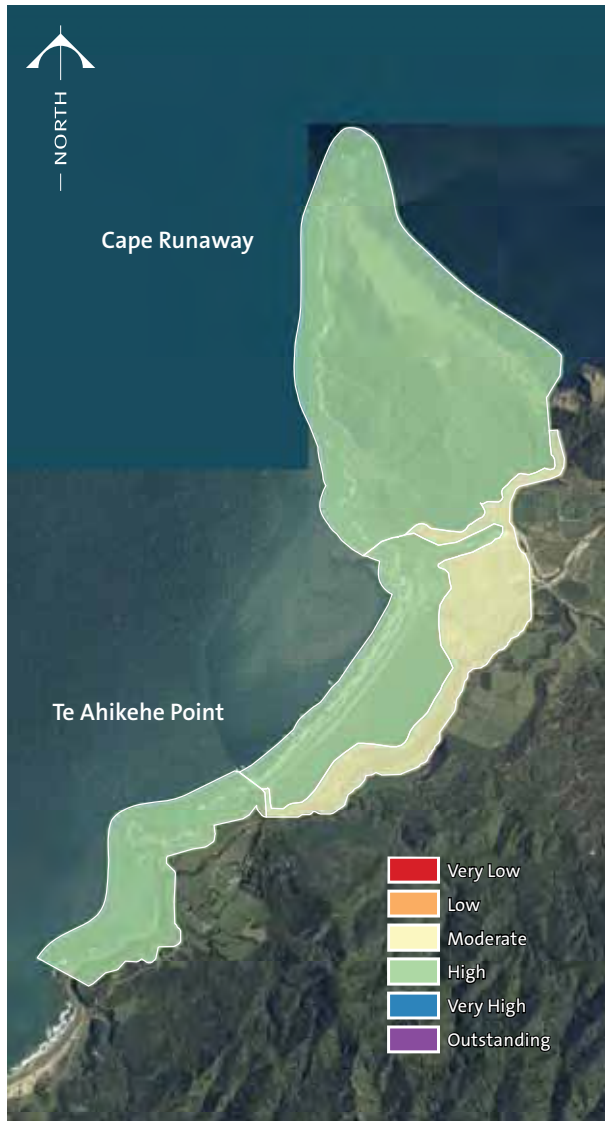 NORTH
Cape Runaway
Te Ahikehe Point
Very Low
Low
Moderate
High
Very High
Outstanding